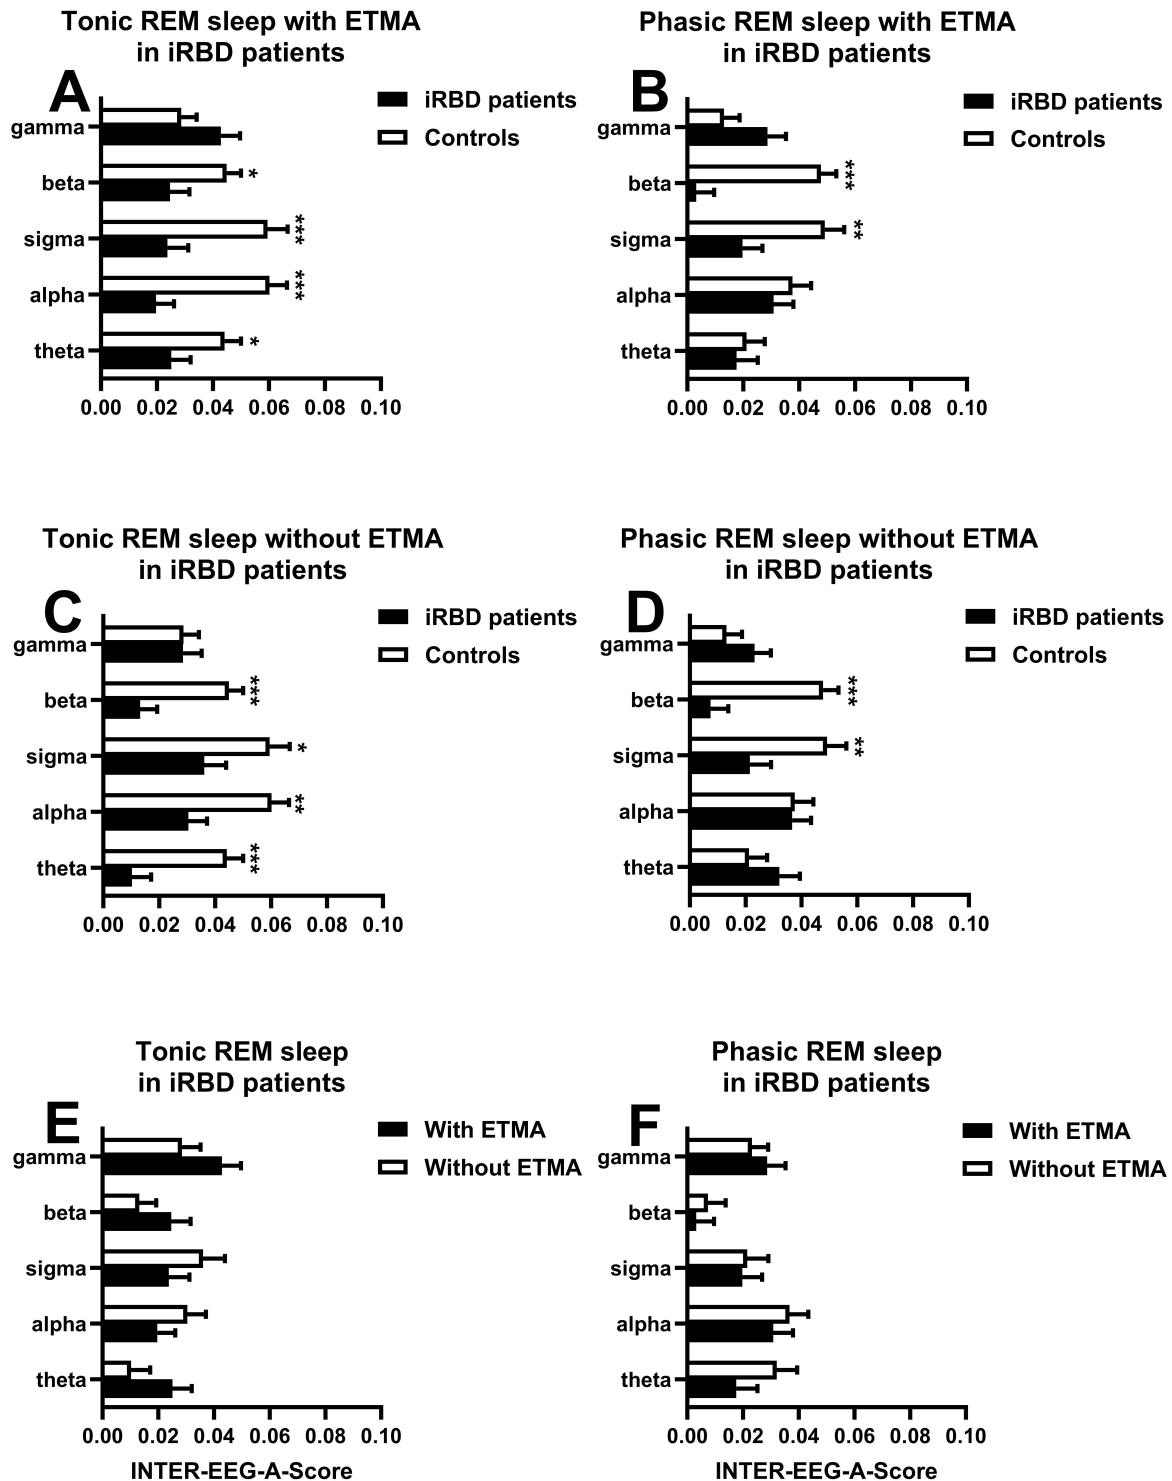 Tonic REM sleep with ETMA
in iRBD patients
A
iRBD patients
Controls
gamma
beta
*
sigma
***
alpha
***
theta
*
0.00 0.02 0.04 0.06 0.08 0.10
Phasic REM sleep with ETMA
in iRBD patients
B
iRBD patients
Controls
gamma
beta
***
sigma
**
alpha
theta
0.00 0.02 0.04 0.06 0.08 0.10
Tonic REM sleep without ETMA
in iRBD patients
C
iRBD patients
Controls
gamma
beta
***
sigma
*
alpha
**
theta
***
0.00 0.02 0.04 0.06 0.08 0.10
Phasic REM sleep without ETMA
in iRBD patients
D
iRBD patients
Controls
gamma
beta
***
sigma
**
alpha
theta
0.00 0.02 0.04 0.06 0.08 0.10
Tonic REM sleep
in iRBD patients
E
With ETMA
Without ETMA
gamma
beta
sigma
alpha
theta
0.00 0.02 0.04 0.06 0.08 0.10
INTER-EEG-A-Score
Phasic REM sleep
in iRBD patients
F
With ETMA
Without ETMA
gamma
beta
sigma
alpha
theta
0.00 0.02 0.04 0.06 0.08 0.10
INTER-EEG-A-Score